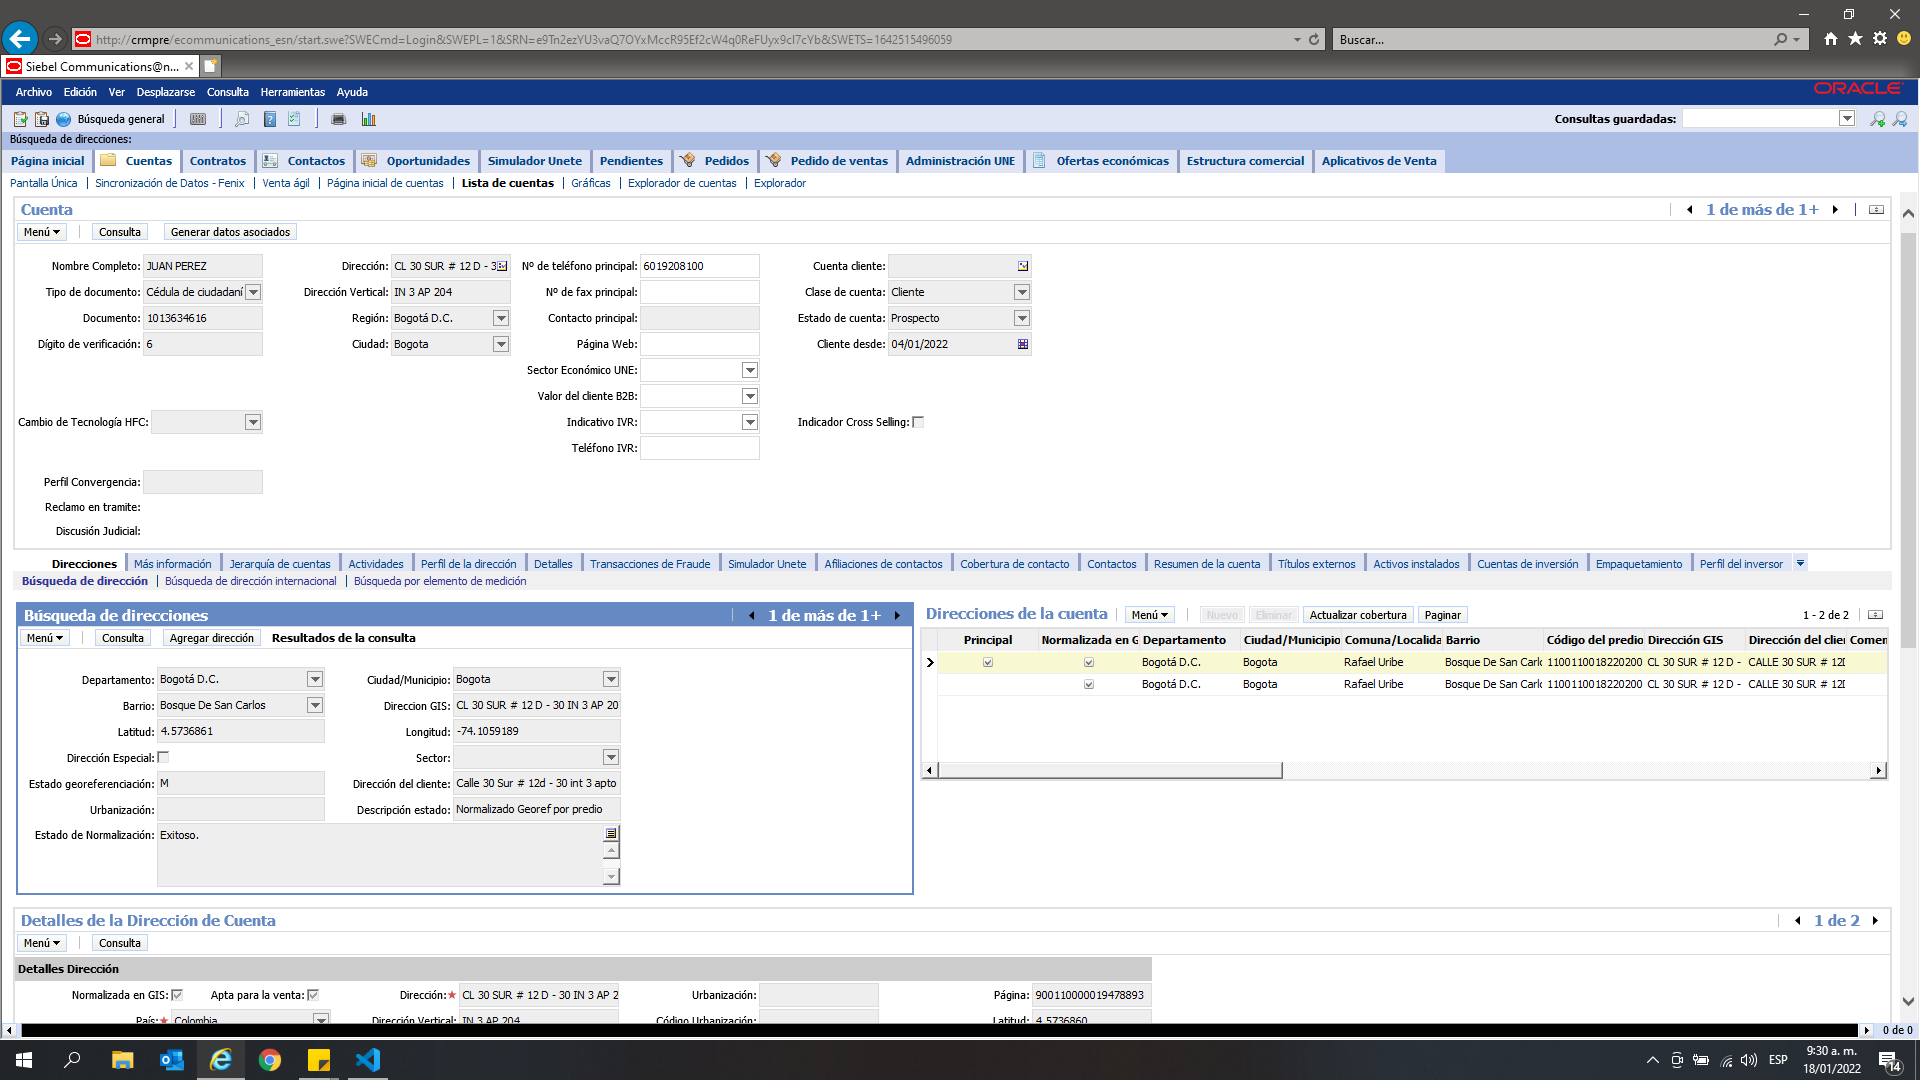 http://crmpre/ecommunications_esn/start.swe?SWECmd=Login&SWEPL=1&SRN=e9Tn2ezYU3vaQ7OYxMccR95Ef2cW4q0ReFUyx9cI7cYb&SWETS=1642515496059
Buscar...
Siebel Communications@n...
Archivo Edición Ver Desplazarse Consulta Herramientas Ayuda
ORACLE
Búsqueda general
Consultas guardadas:
Búsqueda de direcciones:
Página inicial Cuentas Contratos Contactos Oportunidades Simulador Unete Pendientes Pedidos Pedido de ventas Administración UNE Ofertas económicas Estructura comercial Aplicativos de Venta
Pantalla Única Sincronización de Datos - Fenix Venta ágil Página inicial de cuentas Lista de cuentas Gráficas Explorador de cuentas Explorador
Cuenta
1 de más de 1+
Menú Consulta Generar datos asociados
Nombre Completo: JUAN PEREZ Dirección: CL 30 SUR # 12 D - 3 Nº de teléfono principal: 6019208100 Cuenta cliente:
Tipo de documento: Cédula de ciudadaní Dirección Vertical: IN 3 AP 204 Nº de fax principal: Clase de cuenta: Cliente
Documento: 1013634616 Región: Bogotá D.C. Contacto principal: Estado de cuenta: Prospecto
Dígito de verificación: 6 Ciudad: Bogota Página Web: Cliente desde: 04/01/2022
Sector Económico UNE:
Valor del cliente B2B:
Cambio de Tecnología HFC: Indicativo IVR: Indicador Cross Selling:
Teléfono IVR:
Perfil Convergencia:
Reclamo en tramite:
Discusión Judicial:
Direcciones Más información Jerarquía de cuentas Actividades Perfil de la dirección Detalles Transacciones de Fraude Simulador Unete Afiliaciones de contactos Cobertura de contacto Contactos Resumen de la cuenta Títulos externos Activos instalados Cuentas de inversión Empaquetamiento Perfil del inversor
Búsqueda de dirección Búsqueda de dirección internacional Búsqueda por elemento de medición
Búsqueda de direcciones 1 de más de 1+
Menú Consulta Agregar dirección Resultados de la consulta
Departamento: Bogotá D.C. Ciudad/Municipio: Bogota
Barrio: Bosque De San Carlos Direccion GIS: CL 30 SUR # 12 D - 30 IN 3 AP 20
Latitud: 4.5736861 Longitud: -74.1059189
Dirección Especial: Sector:
Estado georeferenciación: M Dirección del cliente: Calle 30 Sur # 12d - 30 int 3 apto
Urbanización: Descripción estado: Normalizado Georef por predio
Estado de Normalización: Exitoso.
Direcciones de la cuenta Menú Nuevo Eliminar Actualizar cobertura Paginar 1 - 2 de 2
Principal Normalizada en G Departamento Ciudad/Municipio Comuna/Localida Barrio Código del predio Dirección GIS Dirección del clie Comen
Bogotá D.C. Bogota Rafael Uribe Bosque De San Carlo 1100110018220200 CL 30 SUR # 12 D - CALLE 30 SUR # 12D
Bogotá D.C. Bogota Rafael Uribe Bosque De San Carlo 1100110018220200 CL 30 SUR # 12 D - CALLE 30 SUR # 12D
Detalles de la Dirección de Cuenta 1 de 2
Menú Consulta
Detalles Dirección
Normalizada en GIS: Apta para la venta: Dirección:* CL 30 SUR # 12 D - 30 IN 3 AP 2 Urbanización: Página: 900110000019478893
País:* Colombia Dirección Vertical: IN 3 AP 204 Código Urbanización: Latitud: 4.5736860
0 de 0
ESP
9:30 a. m.
18/01/2022
14